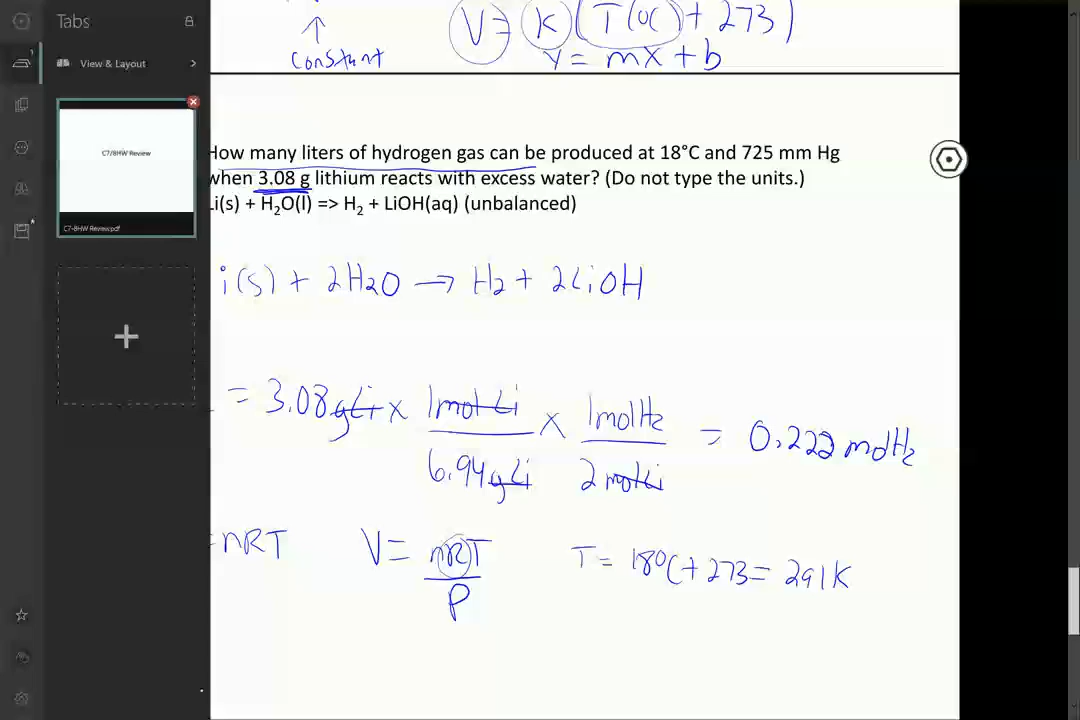 Tabs
View & Layout
C7/8HW Review
C7-8HW Review.pdf
Constant
V = K (T(°C) + 273)
y = mx + b
How many liters of hydrogen gas can be produced at 18°C and 725 mm Hg
when 3.08 g lithium reacts with excess water? (Do not type the units.)
Li(s) + H₂O(l) => H₂ + LiOH(aq) (unbalanced)
i(s) + 2H2O → H2 + 2LiOH
= 3.08 g Li x 1 mol Li / 6.94 g Li x 1 mol H2 / 2 mol Li = 0.222 mol H2
= nRT
V = nRT / P
T = 18°C + 273 = 291K